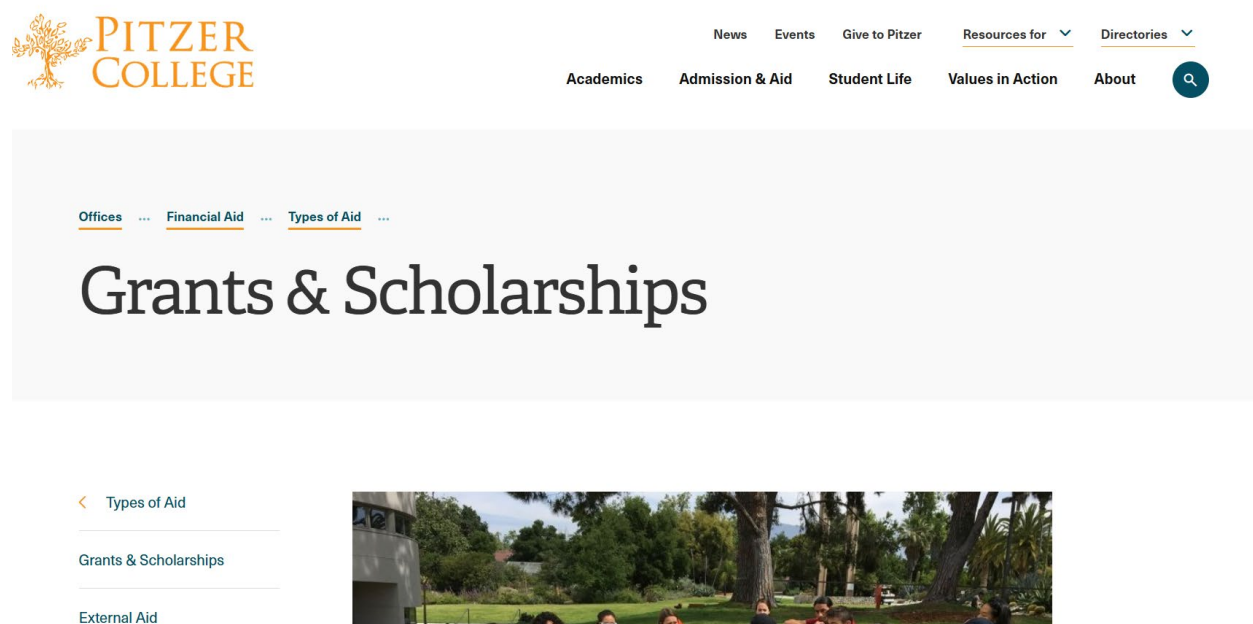 PITZER
COLLEGE
News Events Give to Pitzer Resources for Directories
Academics Admission & Aid Student Life Values in Action About
Offices ... Financial Aid ... Types of Aid ...
Grants & Scholarships
Types of Aid
Grants & Scholarships
External Aid